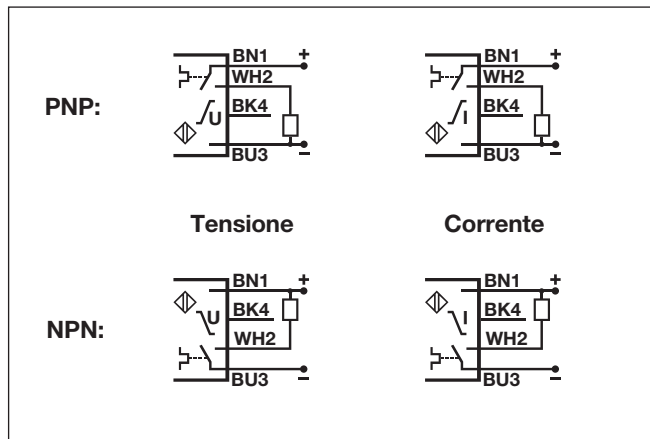 BN1 + BN1 +
WH2 WH2
PNP: U BK4 I BK4
BU3 – BU3 –
Tensione Corrente
BN1 + BN1 +
NPN: U BK4 I BK4
WH2 WH2
BU3 – BU3 –